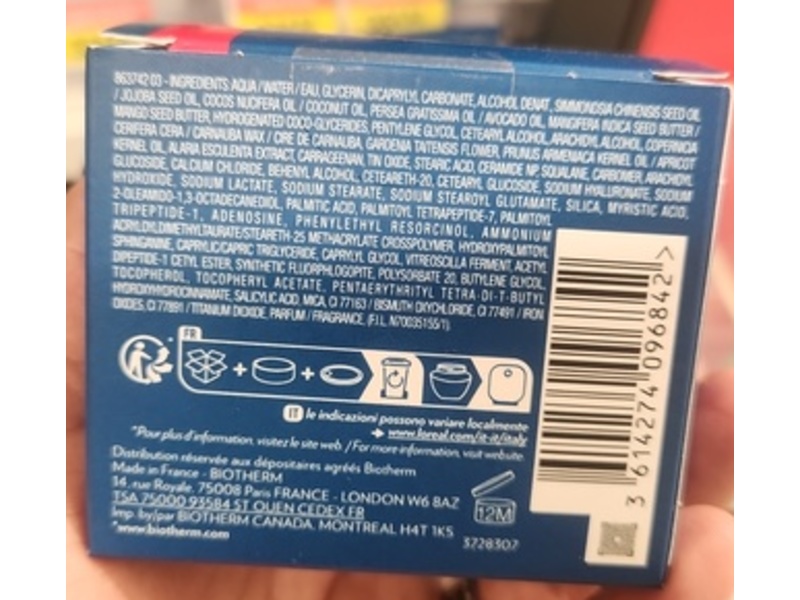 863742 03 - INGREDIENTS: AQUA / WATER / EAU, GLYCERIN, DICAPRYLYL CARBONATE, ALCOHOL DENAT., SIMMONDSIA CHINENSIS SEED OIL
/ JOJOBA SEED OIL, COCOS NUCIFERA OIL / COCONUT OIL, PERSEA GRATISSIMA OIL / AVOCADO OIL, MANGIFERA INDICA SEED BUTTER /
MANGO SEED BUTTER, HYDROGENATED COCO-GLYCERIDES, PENTYLENE GLYCOL, CETEARYL ALCOHOL, ARACHIDYL ALCOHOL, COPERNICIA
CERIFERA CERA / CARNAUBA WAX / CIRE DE CARNAUBA, GARDENIA TAITENSIS FLOWER, PRUNUS ARMENIACA KERNEL OIL / APRICOT
KERNEL OIL, ALARIA ESCULENTA EXTRACT, CARRAGEENAN, TIN OXIDE, STEARIC ACID, CERAMIDE NP, SQUALANE, CARBOMER, ARACHIDYL
GLUCOSIDE, CALCIUM CHLORIDE, BEHENYL ALCOHOL, CETEARETH-20, CETEARYL GLUCOSIDE, SODIUM HYALURONATE, SODIUM
HYDROXIDE, SODIUM LACTATE, SODIUM STEARATE, SODIUM STEAROYL GLUTAMATE, SILICA, MYRISTIC ACID,
2-OLEAMIDO-1,3-OCTADECANEDIOL, PALMITIC ACID, PALMITOYL TETRAPEPTIDE-7, PALMITOYL
TRIPEPTIDE-1, ADENOSINE, PHENYLETHYL RESORCINOL, AMMONIUM
ACRYLOYLDIMETHYLTAURATE/STEARETH-25 METHACRYLATE CROSSPOLYMER, HYDROXYPALMITOYL
SPHINGANINE, CAPRYLIC/CAPRIC TRIGLYCERIDE, CAPRYLYL GLYCOL, VITREOSCILLA FERMENT, ACETYL
DIPEPTIDE-1 CETYL ESTER, SYNTHETIC FLUORPHLOGOPITE, POLYSORBATE 20, BUTYLENE GLYCOL,
TOCOPHEROL, TOCOPHERYL ACETATE, PENTAERYTHRITYL TETRA-DI-T-BUTYL
HYDROXYHYDROCINNAMATE, SALICYLIC ACID, MICA, CI 77163 / BISMUTH OXYCHLORIDE, CI 77491 / IRON
OXIDES, CI 77891 / TITANIUM DIOXIDE, PARFUM / FRAGRANCE, (F.I.L. N70035155/1)
FR
IT le indicazioni possono variare localmente
www.loreal.com/it-it/italy
*Pour plus d'information, visitez le site web. / For more information, visit website.
Distribution réservée aux dépositaires agréés Biotherm
Made in France - BIOTHERM
14, rue Royale, 75008 Paris FRANCE - LONDON W6 8AZ
TSA 75000 93584 ST OUEN CEDEX FR
Imp. by/par BIOTHERM CANADA, MONTREAL H4T 1K5
*www.biotherm.com
12M
3728307
3 614274 096842 >